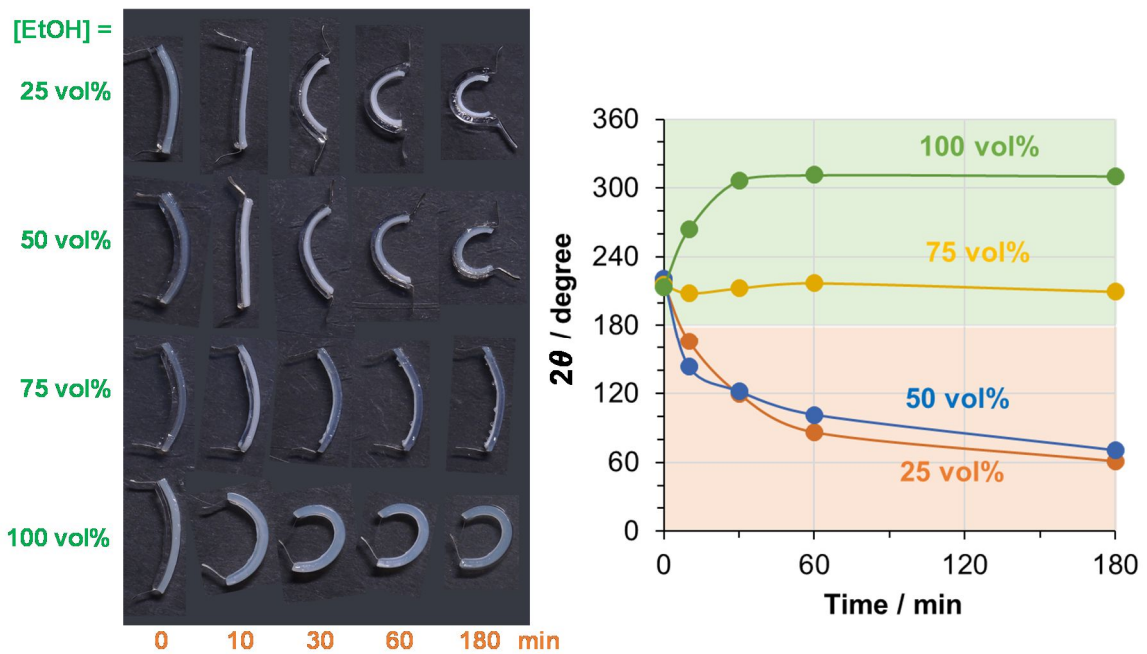 [EtOH] =
25 vol%
50 vol%
75 vol%
100 vol%
0 10 30 60 180 min
2θ / degree
360
300
240
180
120
60
0
100 vol%
75 vol%
50 vol%
25 vol%
0 60 120 180
Time / min